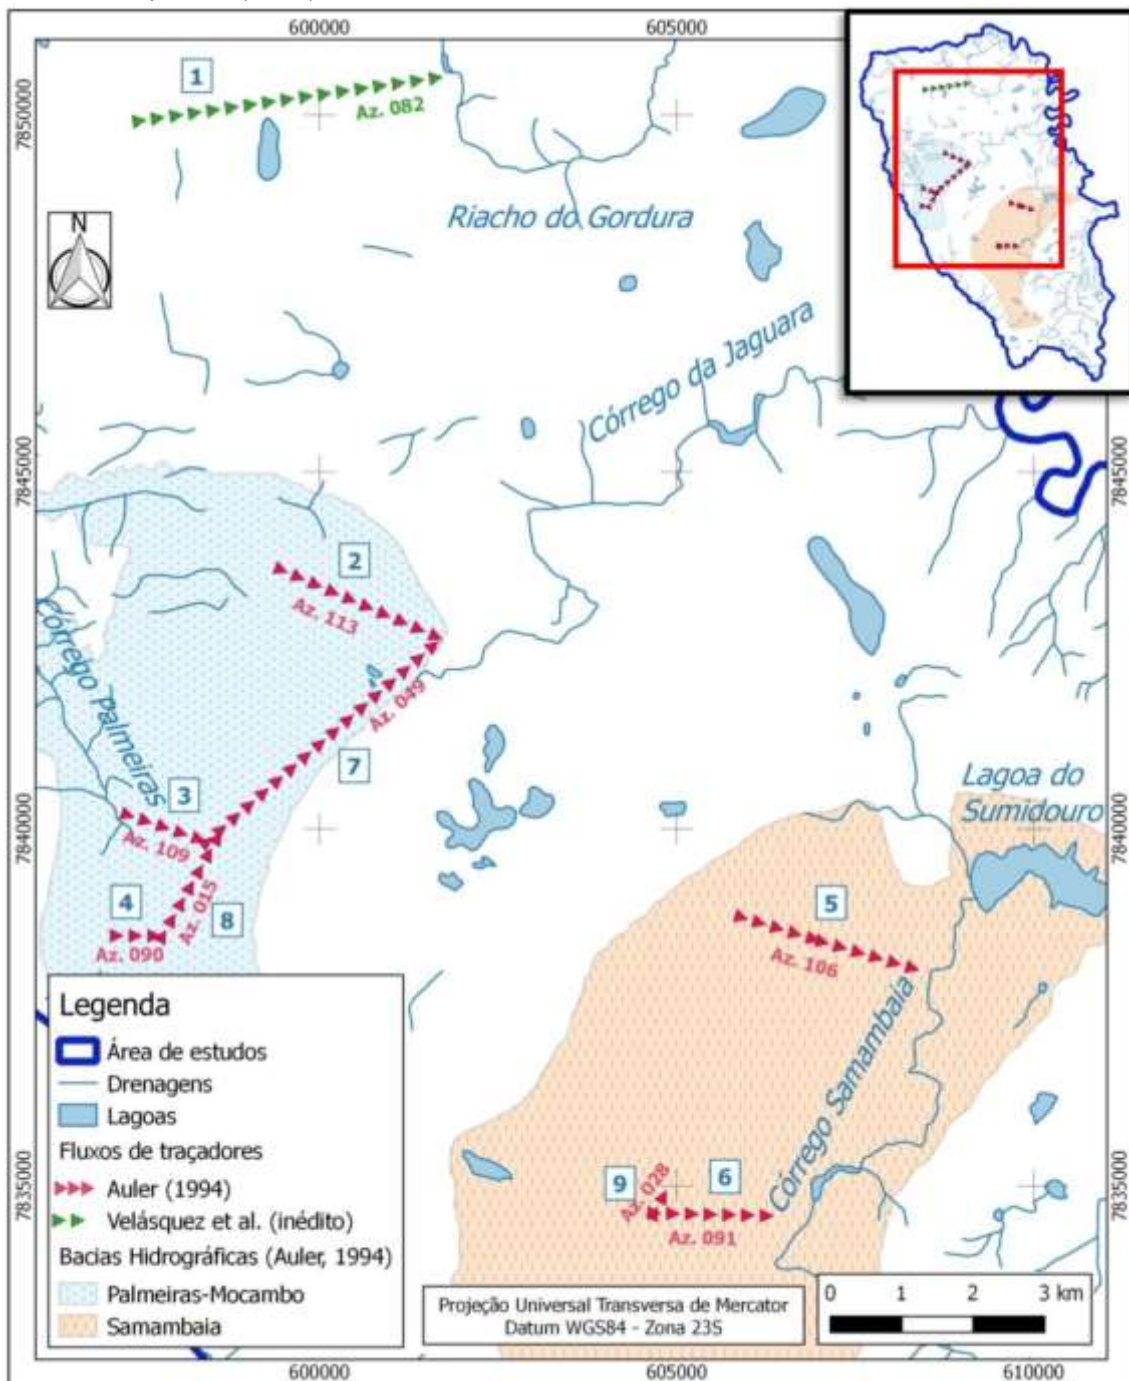 600000
605000
1
Az. 082
7850000
7850000
N
Riacho do Gordura
Córrego da Jaguara
7845000
7845000
2
Az. 113
Az. 049
7
Córrego Palmeiras
3
Az. 109
Az. 015
4
8
Az. 090
7840000
7840000
Lagoa do
Sumidouro
5
Az. 106
Córrego Samambaia
9
Az. 028
6
Az. 091
7835000
7835000
Legenda
Área de estudos
Drenagens
Lagoas
Fluxos de traçadores
Auler (1994)
Velásquez et al. (inédito)
Bacias Hidrográficas (Auler, 1994)
Palmeiras-Mocambo
Samambaia
Projeção Universal Transversa de Mercator
Datum WGS84 - Zona 23S
0 1 2 3 km
600000
605000
610000